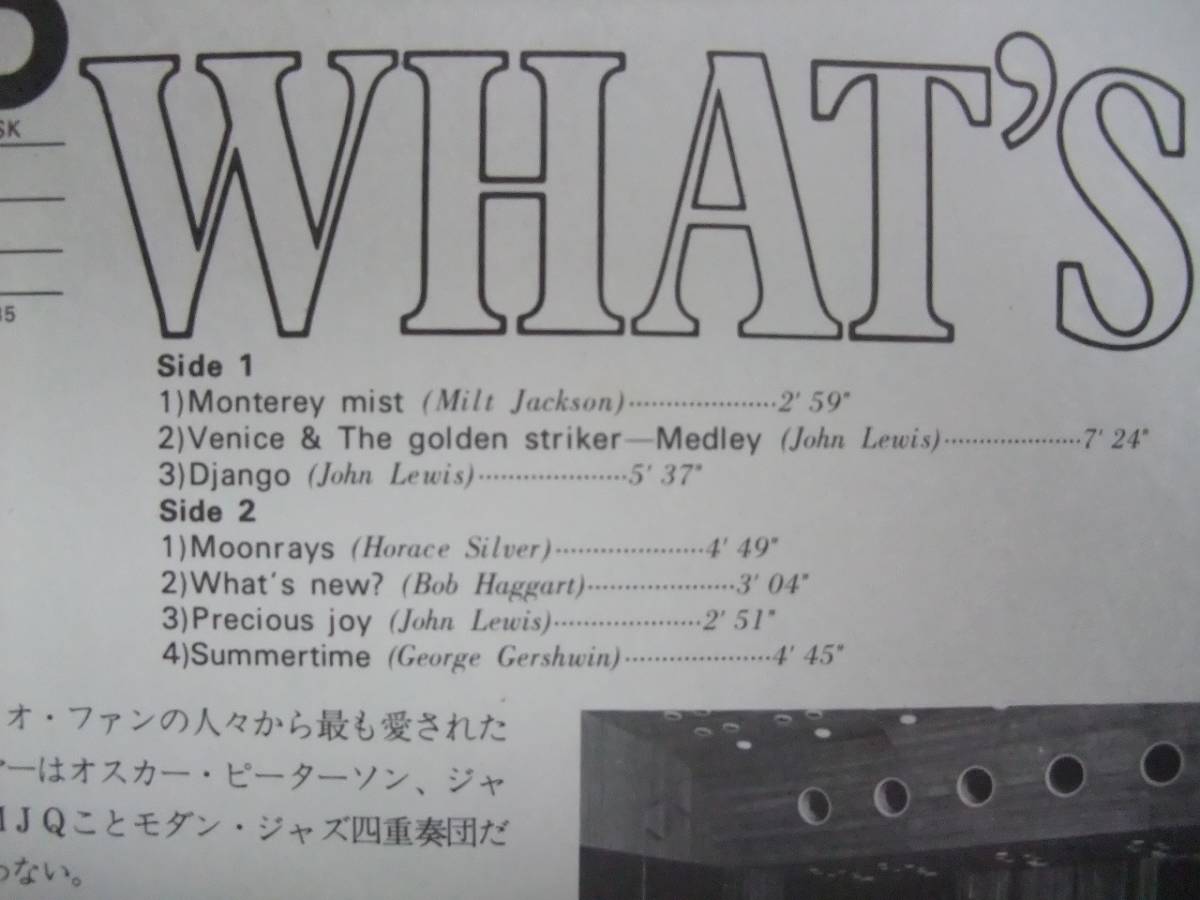 SK
WHAT'S
35
Side 1
1)Monterey mist (Milt Jackson)····················2' 59"
2)Venice & The golden striker—Medley (John Lewis)···················7' 24"
3)Django (John Lewis)····················5' 37"
Side 2
1)Moonrays (Horace Silver)····················4' 49"
2)What's new? (Bob Haggart)····················3' 04"
3)Precious joy (John Lewis)····················2' 51"
4)Summertime (George Gershwin)····················4' 45"
オ・ファンの人々から最も愛された
ーはオスカー・ピーターソン、ジャ
MJQことモダン・ジャズ四重奏団だ
ない。